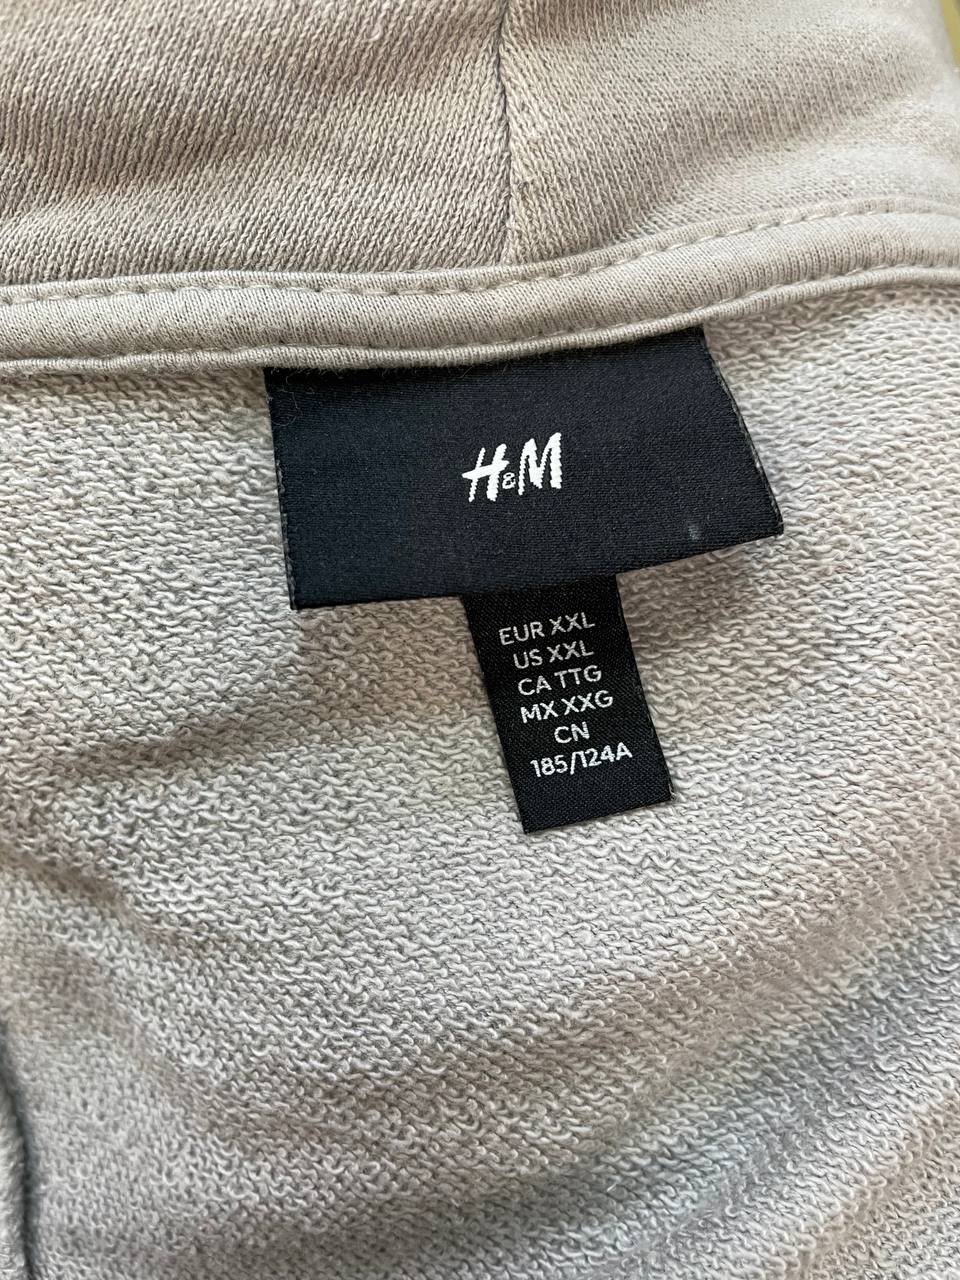 H&M
EUR XXL
US XXL
CA TTG
MX XXG
CN
185/124A